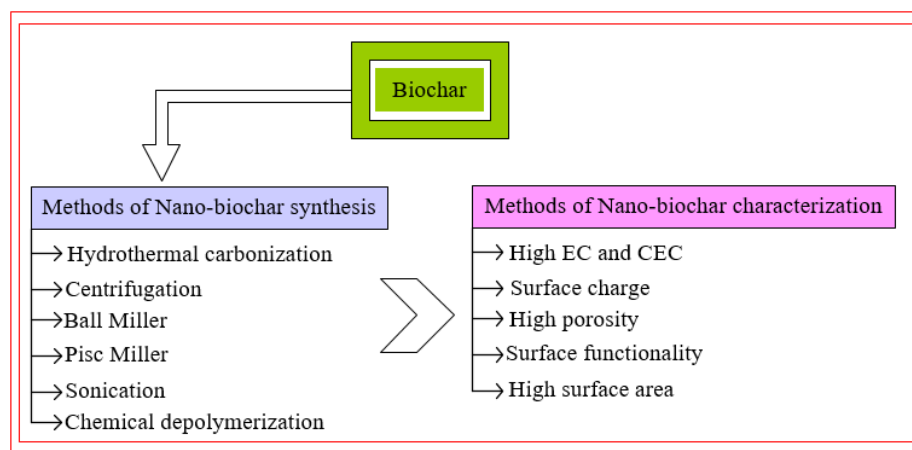 Biochar
Methods of Nano-biochar synthesis
Hydrothermal carbonization
Centrifugation
Ball Miller
Pisc Miller
Sonication
Chemical depolymerization
Methods of Nano-biochar characterization
High EC and CEC
Surface charge
High porosity
Surface functionality
High surface area